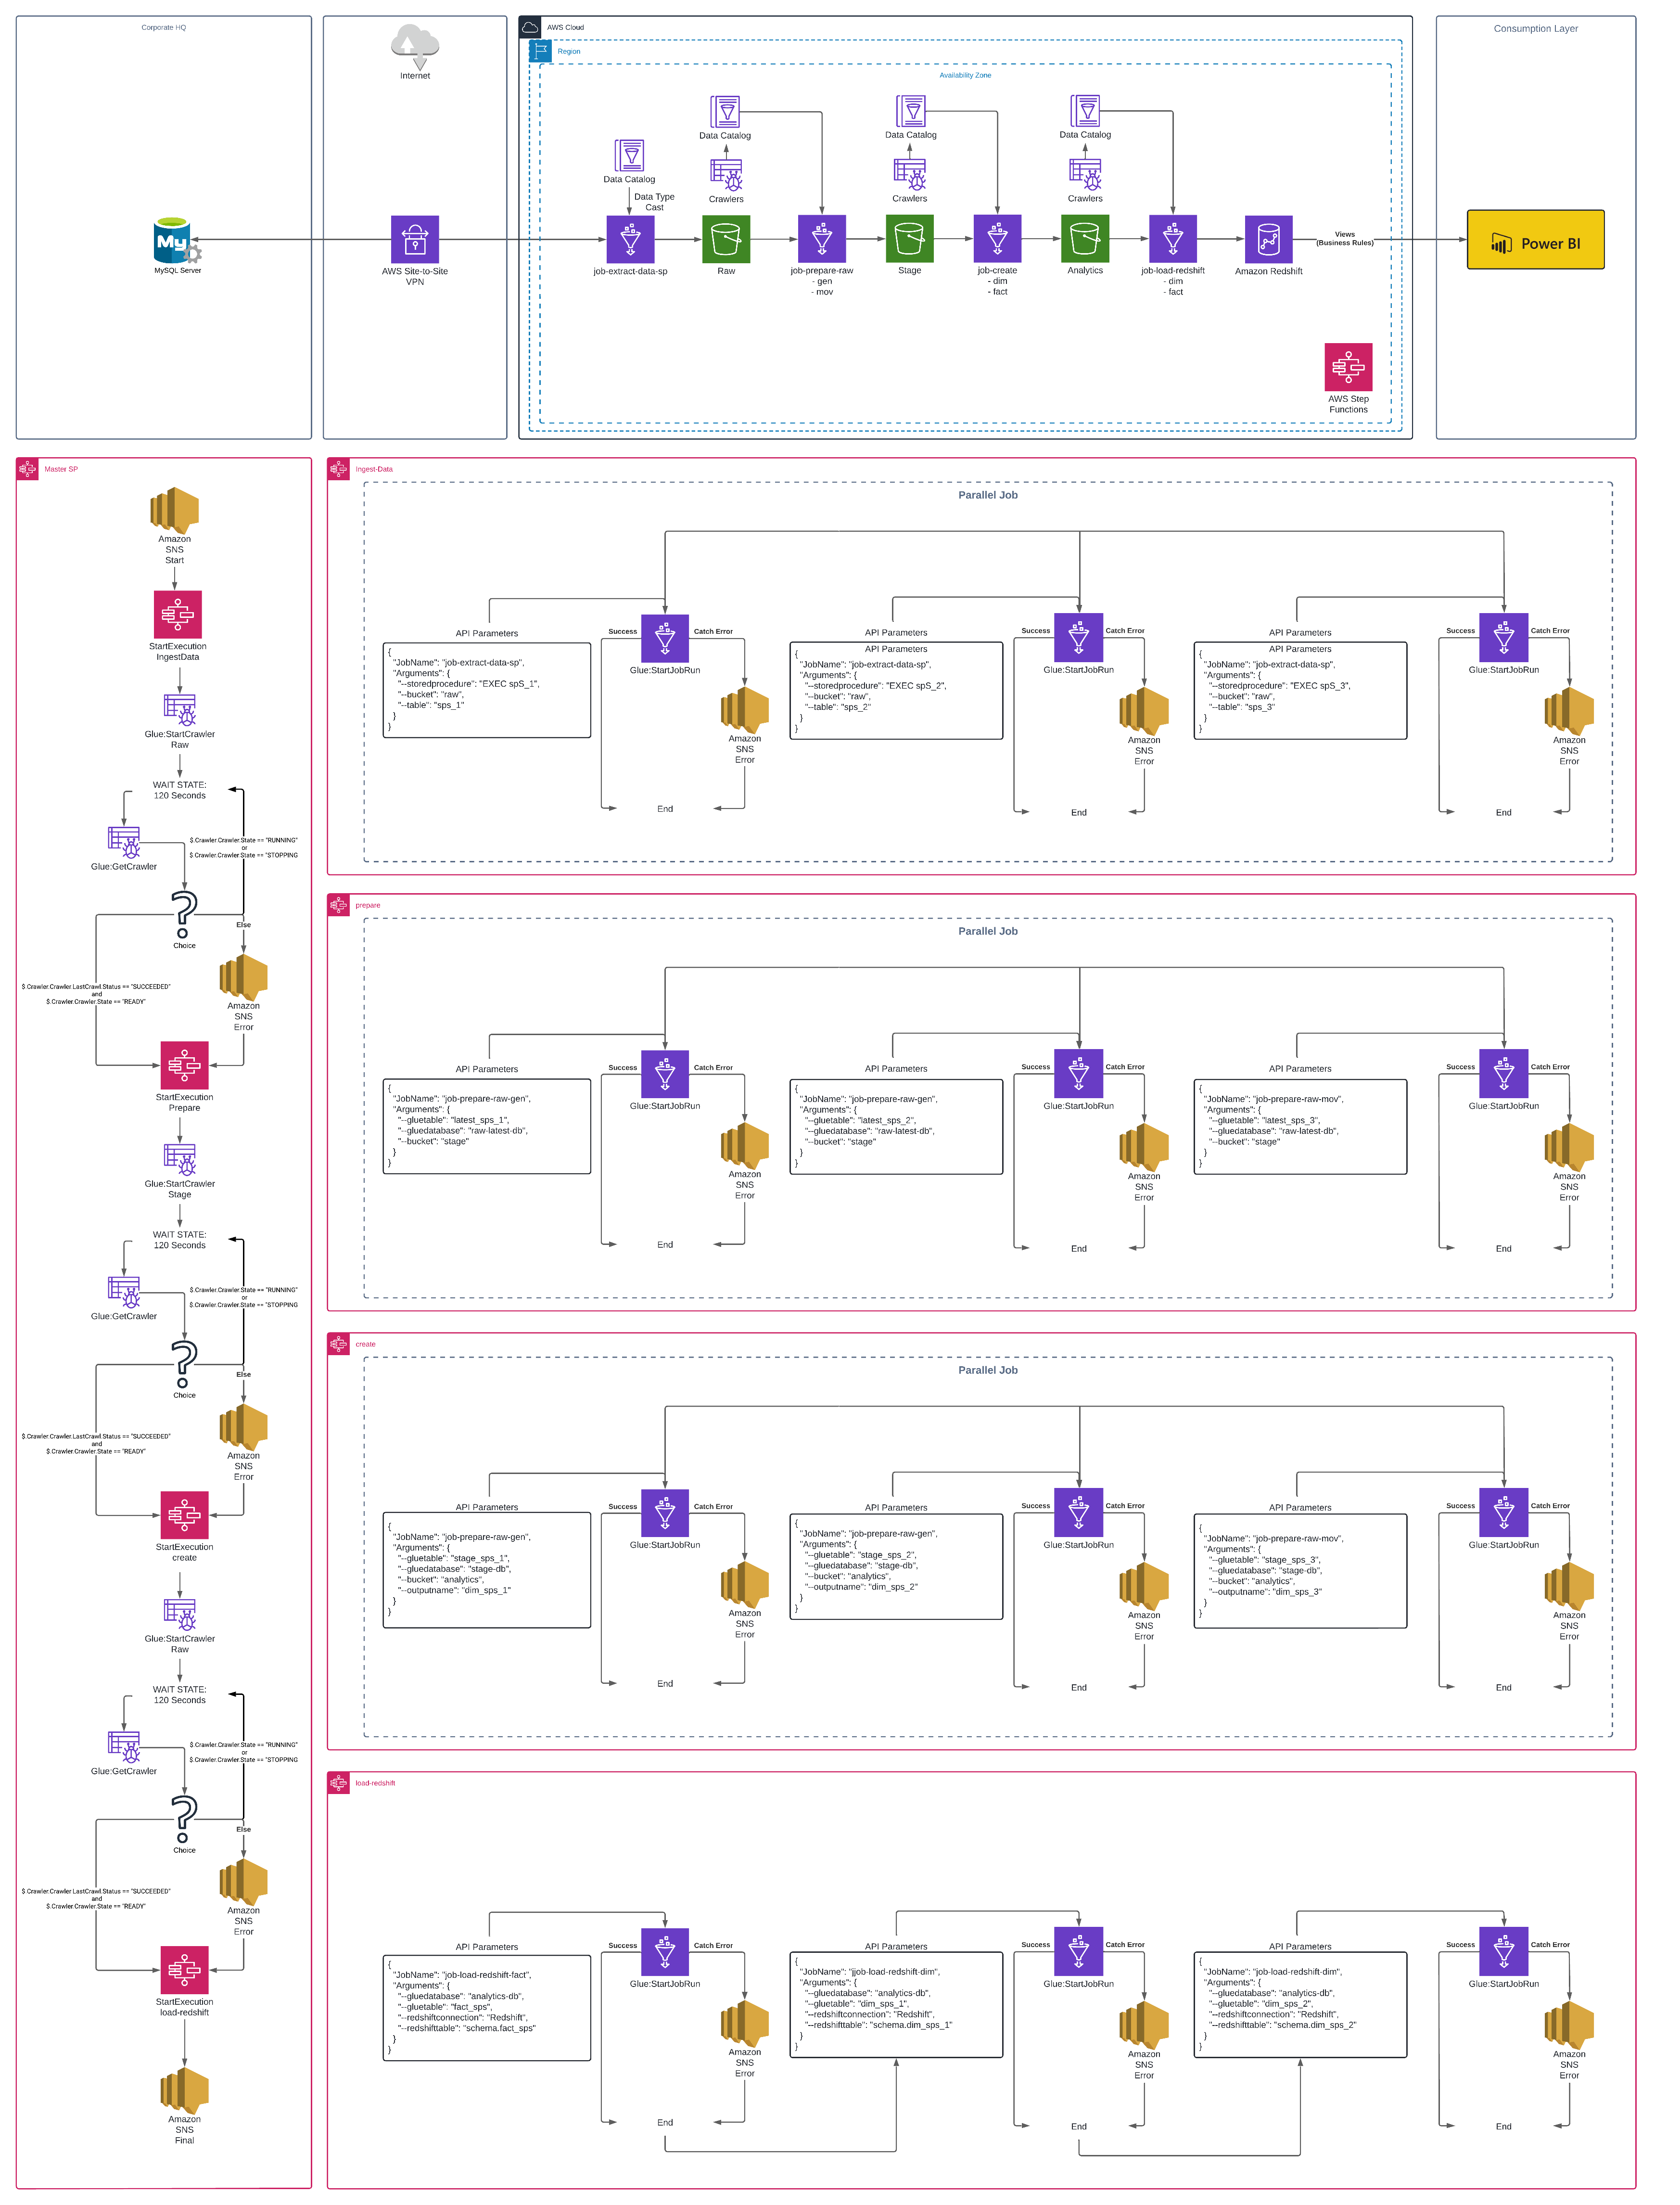 Corporate HQ
MySQL Server
Internet
AWS Site-to-Site
VPN
AWS Cloud
Region
Availability Zone
Data Catalog
Data Type
Cast
job-extract-data-sp
Data Catalog
Crawlers
Raw
job-prepare-raw
- gen
- mov
Data Catalog
Crawlers
Stage
job-create
- dim
- fact
Data Catalog
Crawlers
Analytics
job-load-redshift
- dim
- fact
Amazon Redshift
Views
(Business Rules)
AWS Step
Functions
Consumption Layer
My
Power BI
Master SP
Amazon
SNS
Start
StartExecution
IngestData
Glue:StartCrawler
Raw
WAIT STATE:
120 Seconds
Glue:GetCrawler
$.Crawler.Crawler.State == "RUNNING"
or
$.Crawler.Crawler.State == "STOPPING
?
Choice
Else
$.Crawler.Crawler.LastCrawl.Status == "SUCCEEDED"
and
$.Crawler.Crawler.State == "READY"
Amazon
SNS
Error
StartExecution
Prepare
Glue:StartCrawler
Stage
WAIT STATE:
120 Seconds
Glue:GetCrawler
$.Crawler.Crawler.State == "RUNNING"
or
$.Crawler.Crawler.State == "STOPPING
?
Choice
Else
$.Crawler.Crawler.LastCrawl.Status == "SUCCEEDED"
and
$.Crawler.Crawler.State == "READY"
Amazon
SNS
Error
StartExecution
create
Glue:StartCrawler
Raw
WAIT STATE:
120 Seconds
Glue:GetCrawler
$.Crawler.Crawler.State == "RUNNING"
or
$.Crawler.Crawler.State == "STOPPING
?
Choice
Else
$.Crawler.Crawler.LastCrawl.Status == "SUCCEEDED"
and
$.Crawler.Crawler.State == "READY"
Amazon
SNS
Error
StartExecution
load-redshift
Amazon
SNS
Final
Ingest-Data
Parallel Job
API Parameters
{
"JobName": "job-extract-data-sp",
"Arguments": {
"--storedprocedure": "EXEC spS_1",
"--bucket": "raw",
"--table": "sps_1"
}
}
Success
Catch Error
Glue:StartJobRun
Amazon
SNS
Error
End
API Parameters
API Parameters
{
"JobName": "job-extract-data-sp",
"Arguments": {
"--storedprocedure": "EXEC spS_2",
"--bucket": "raw",
"--table": "sps_2"
}
}
Success
Catch Error
Glue:StartJobRun
Amazon
SNS
Error
End
API Parameters
API Parameters
{
"JobName": "job-extract-data-sp",
"Arguments": {
"--storedprocedure": "EXEC spS_3",
"--bucket": "raw",
"--table": "sps_3"
}
}
Success
Catch Error
Glue:StartJobRun
Amazon
SNS
Error
End
prepare
Parallel Job
API Parameters
{
"JobName": "job-prepare-raw-gen",
"Arguments": {
"--gluetable": "latest_sps_1",
"--gluedatabase": "raw-latest-db",
"--bucket": "stage"
}
}
Success
Catch Error
Glue:StartJobRun
Amazon
SNS
Error
End
API Parameters
{
"JobName": "job-prepare-raw-gen",
"Arguments": {
"--gluetable": "latest_sps_2",
"--gluedatabase": "raw-latest-db",
"--bucket": "stage"
}
}
Success
Catch Error
Glue:StartJobRun
Amazon
SNS
Error
End
API Parameters
{
"JobName": "job-prepare-raw-mov",
"Arguments": {
"--gluetable": "latest_sps_3",
"--gluedatabase": "raw-latest-db",
"--bucket": "stage"
}
}
Success
Catch Error
Glue:StartJobRun
Amazon
SNS
Error
End
create
Parallel Job
API Parameters
{
"JobName": "job-prepare-raw-gen",
"Arguments": {
"--gluetable": "stage_sps_1",
"--gluedatabase": "stage-db",
"--bucket": "analytics",
"--outputname": "dim_sps_1"
}
}
Success
Catch Error
Glue:StartJobRun
Amazon
SNS
Error
End
API Parameters
{
"JobName": "job-prepare-raw-gen",
"Arguments": {
"--gluetable": "stage_sps_2",
"--gluedatabase": "stage-db",
"--bucket": "analytics",
"--outputname": "dim_sps_2"
}
}
Success
Catch Error
Glue:StartJobRun
Amazon
SNS
Error
End
API Parameters
{
"JobName": "job-prepare-raw-mov",
"Arguments": {
"--gluetable": "stage_sps_3",
"--gluedatabase": "stage-db",
"--bucket": "analytics",
"--outputname": "dim_sps_3"
}
}
Success
Catch Error
Glue:StartJobRun
Amazon
SNS
Error
End
load-redshift
API Parameters
{
"JobName": "job-load-redshift-fact",
"Arguments": {
"--gluedatabase": "analytics-db",
"--gluetable": "fact_sps",
"--redshiftconnection": "Redshift",
"--redshifttable": "schema.fact_sps"
}
}
Success
Catch Error
Glue:StartJobRun
Amazon
SNS
Error
End
API Parameters
{
"JobName": "jjob-load-redshift-dim",
"Arguments": {
"--gluedatabase": "analytics-db",
"--gluetable": "dim_sps_1",
"--redshiftconnection": "Redshift",
"--redshifttable": "schema.dim_sps_1"
}
}
Success
Catch Error
Glue:StartJobRun
Amazon
SNS
Error
End
API Parameters
{
"JobName": "job-load-redshift-dim",
"Arguments": {
"--gluedatabase": "analytics-db",
"--gluetable": "dim_sps_2",
"--redshiftconnection": "Redshift",
"--redshifttable": "schema.dim_sps_2"
}
}
Success
Catch Error
Glue:StartJobRun
Amazon
SNS
Error
End